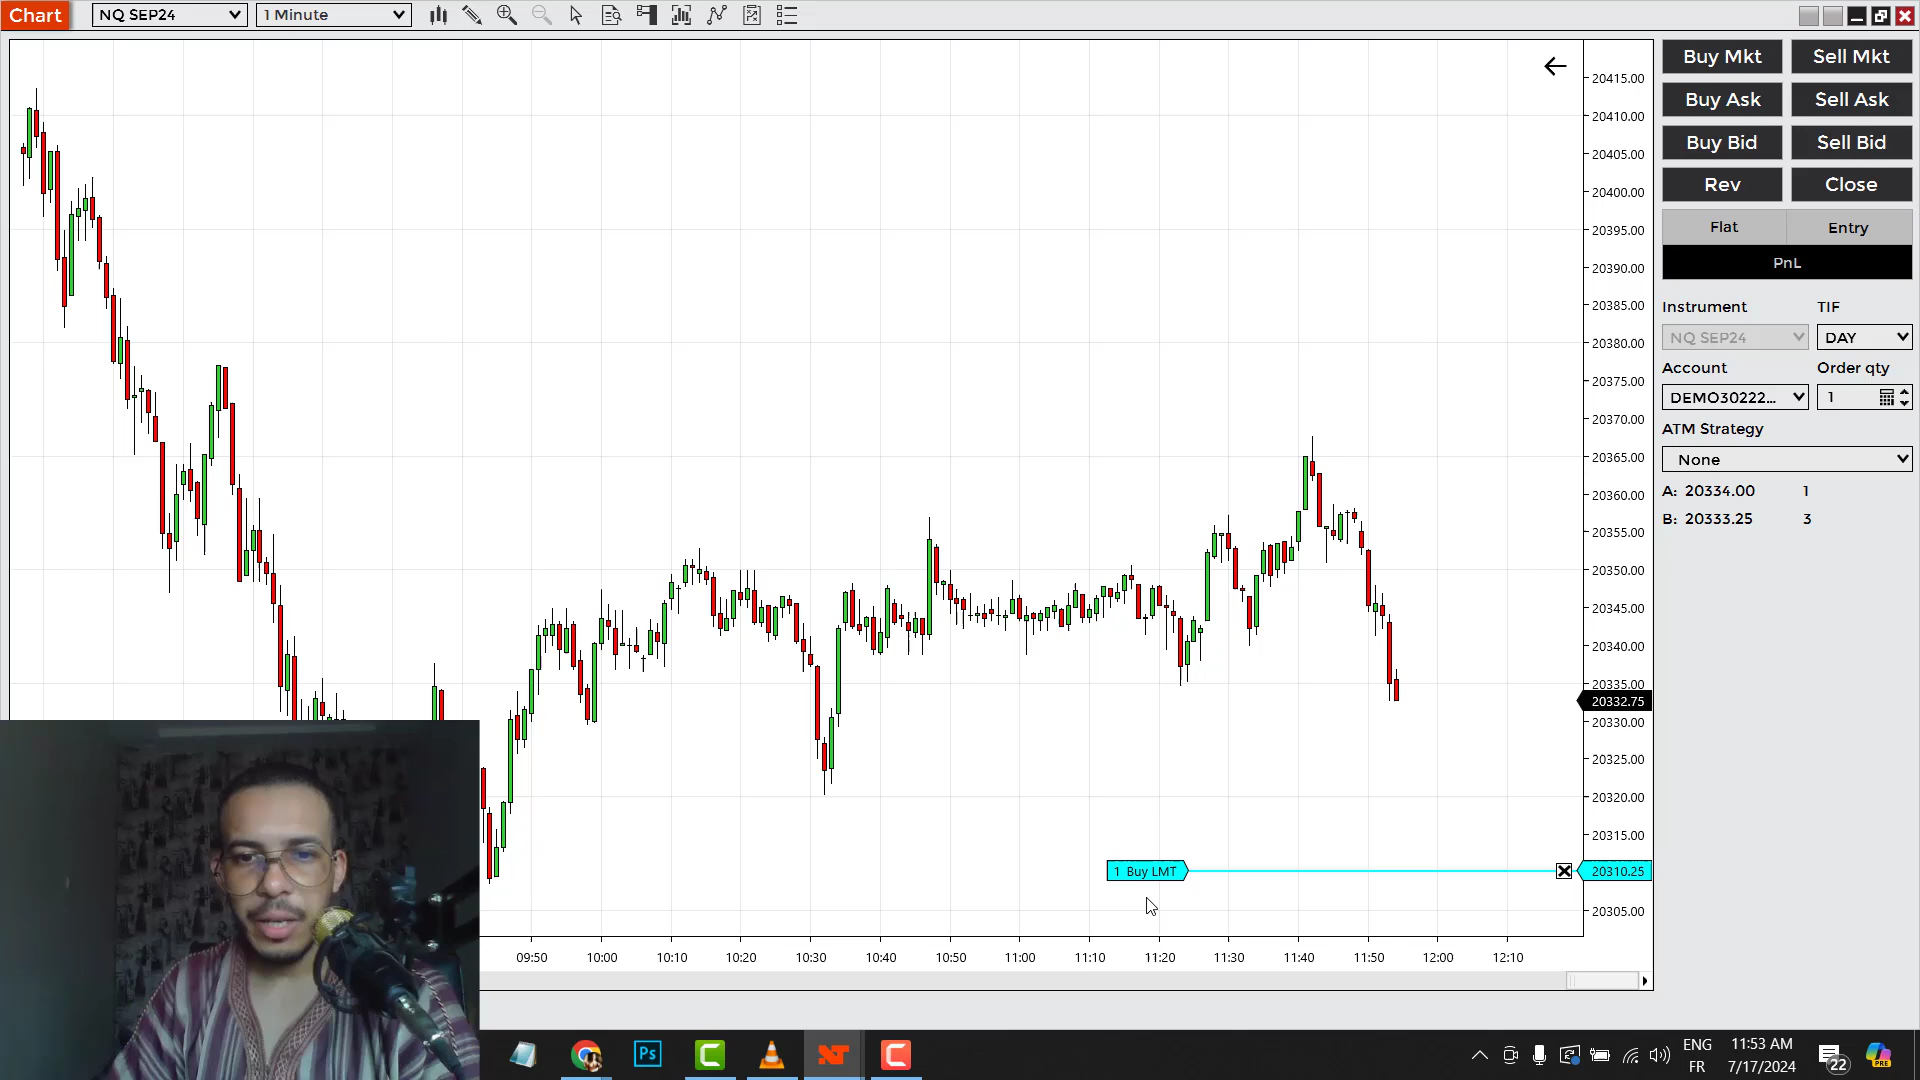 Chart NQ SEP24 1 Minute
Buy Mkt Sell Mkt
Buy Ask Sell Ask
Buy Bid Sell Bid
Rev Close
Flat Entry
PnL
Instrument TIF
NQ SEP24 DAY
Account Order qty
DEMO30222... 1
ATM Strategy
None
A: 20334.00 1
B: 20333.25 3
20415.00
20410.00
20405.00
20400.00
20395.00
20390.00
20385.00
20380.00
20375.00
20370.00
20365.00
20360.00
20355.00
20350.00
20345.00
20340.00
20335.00
20332.75
20330.00
20325.00
20320.00
20315.00
1 Buy LMT 20310.25
20305.00
09:50 10:00 10:10 10:20 10:30 10:40 10:50 11:00 11:10 11:20 11:30 11:40 11:50 12:00 12:10
Ps
ENG
FR
11:53 AM
7/17/2024
22
PRE